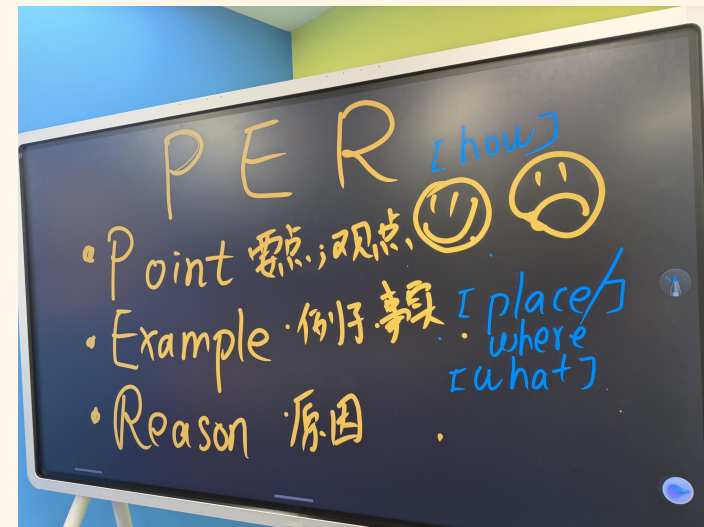 PER [how]
• Point 要点;观点
• Example · 例子 事实 [place/]
where
[what]
• Reason · 原因